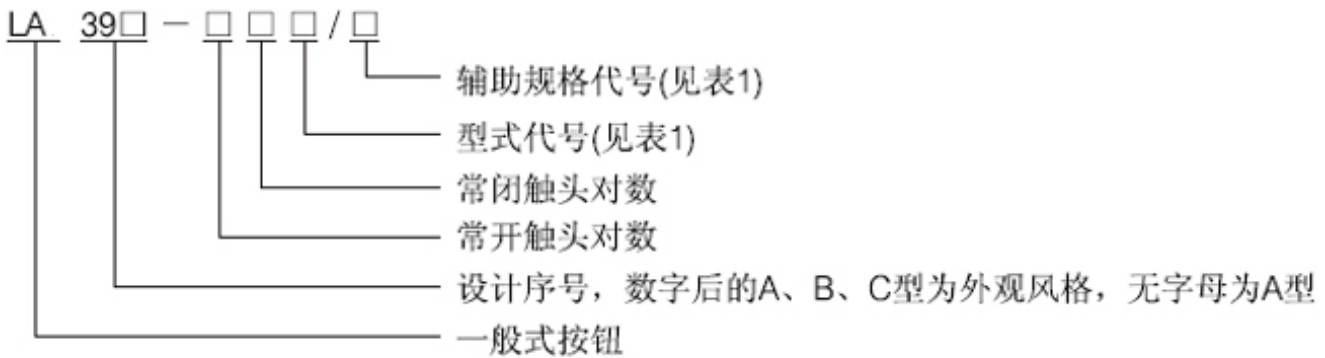 LA 39□－□□□/□
辅助规格代号(见表1)
型式代号(见表1)
常闭触头对数
常开触头对数
设计序号，数字后的A、B、C型为外观风格，无字母为A型
一般式按钮